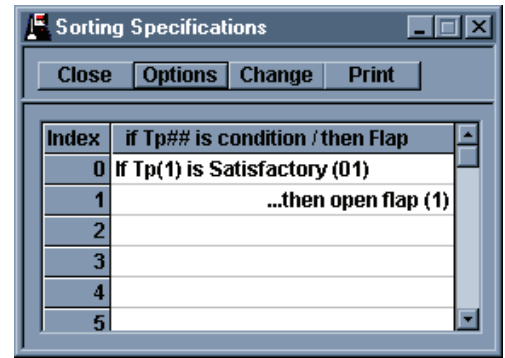 Sorting Specifications
Close Options Change Print
Index if Tp## is condition / then Flap
0 If Tp(1) is Satisfactory (01)
1 ...then open flap (1)
2
3
4
5